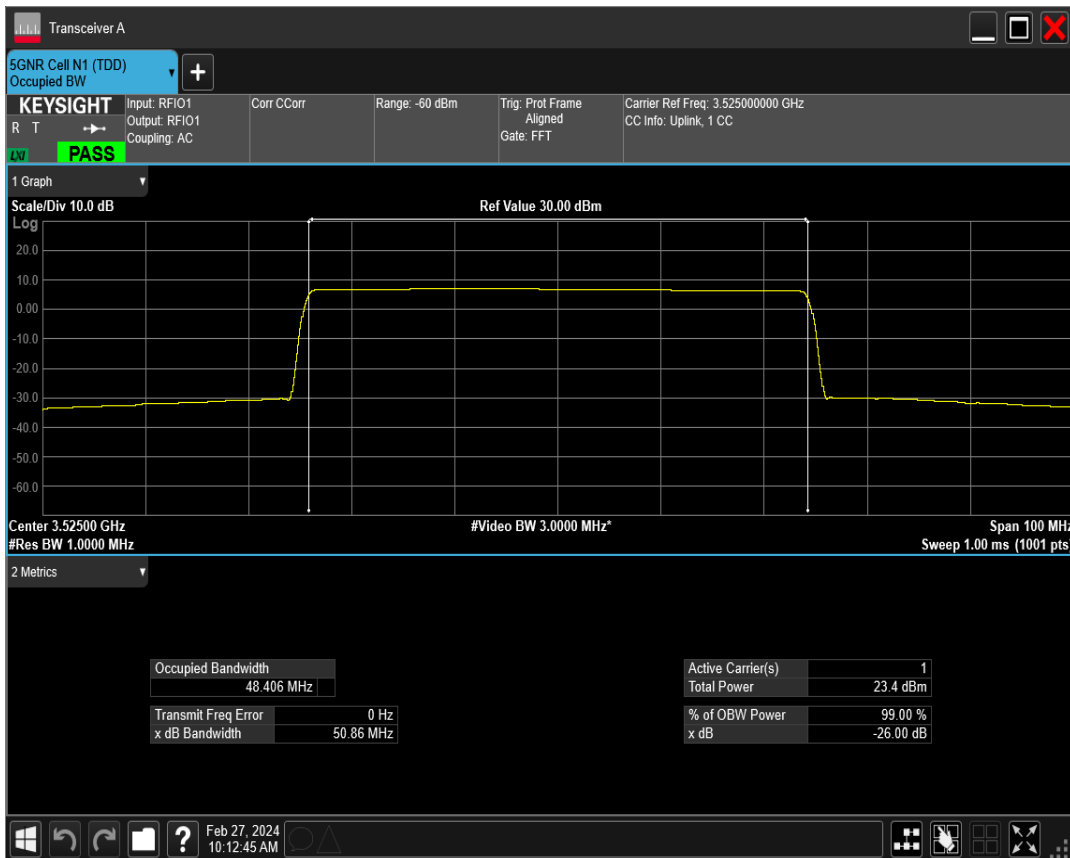 Transceiver A
5GNR Cell N1 (TDD)
Occupied BW
+
KEYSIGHT
R T
LXI
PASS
Input: RFIO1
Output: RFIO1
Coupling: AC
Corr CCorr
Range: -60 dBm
Trig: Prot Frame
Aligned
Gate: FFT
Carrier Ref Freq: 3.525000000 GHz
CC Info: Uplink, 1 CC
1 Graph
Scale/Div 10.0 dB
Ref Value 30.00 dBm
Log
20.0
10.0
0.00
-10.0
-20.0
-30.0
-40.0
-50.0
-60.0
Center 3.52500 GHz
#Video BW 3.0000 MHz*
Span 100 MHz
#Res BW 1.0000 MHz
Sweep 1.00 ms (1001 pts)
2 Metrics
Occupied Bandwidth
48.406 MHz
Transmit Freq Error 0 Hz
x dB Bandwidth 50.86 MHz
Active Carrier(s) 1
Total Power 23.4 dBm
% of OBW Power 99.00 %
x dB -26.00 dB
?
Feb 27, 2024
10:12:45 AM